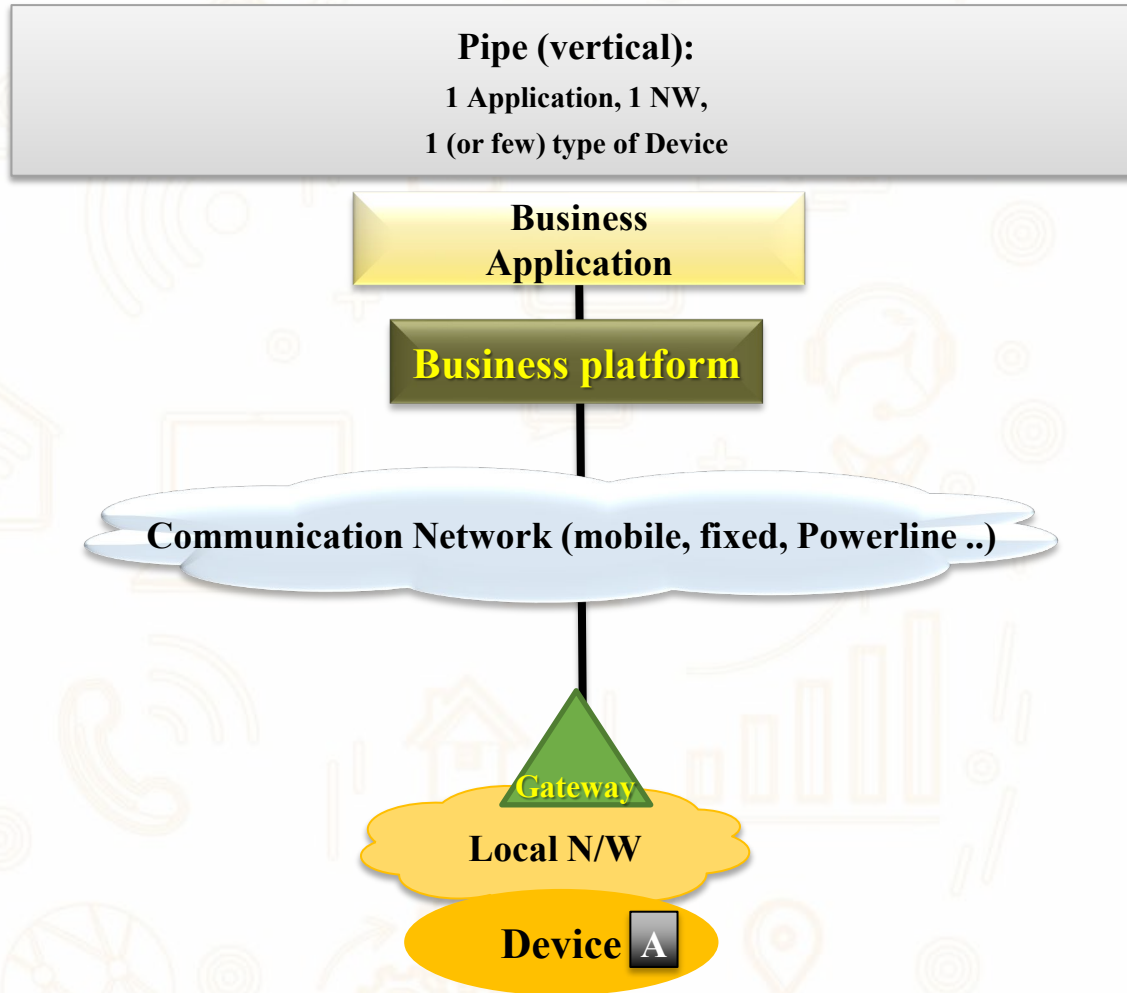 Pipe (vertical):
1 Application, 1 NW,
1 (or few) type of Device
Business
Application
Business platform
Communication Network (mobile, fixed, Powerline ..)
Gateway
Local N/W
Device A